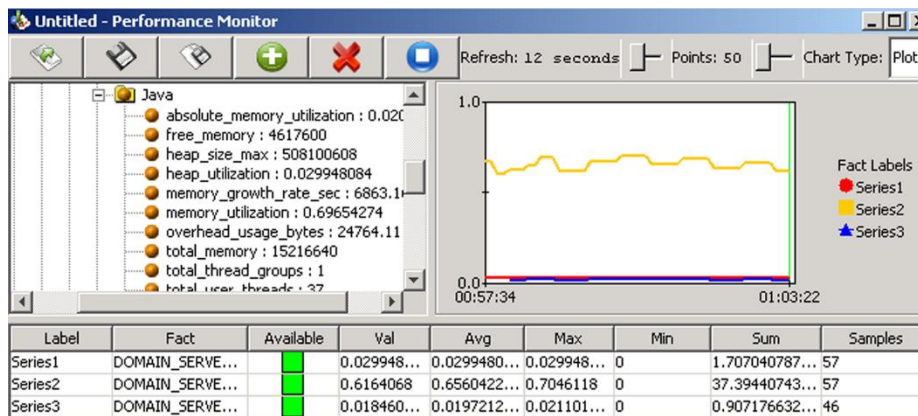 Untitled - Performance Monitor
Refresh: 12 seconds Points: 50 Chart Type: Plot
Java
absolute_memory_utilization : 0.020
free_memory : 4617600
heap_size_max : 508100608
heap_utilization : 0.029948084
memory_growth_rate_sec : 6863.1
memory_utilization : 0.69654274
overhead_usage_bytes : 24764.11
total_memory : 15216640
total_thread_groups : 1
total_user_threads : 37
1.0
0.0
00:57:34 01:03:22
Fact Labels
Series1
Series2
Series3
Label Fact Available Val Avg Max Min Sum Samples
Series1 DOMAIN_SERVE... 0.029948... 0.0299480... 0.029948... 0 1.707040787... 57
Series2 DOMAIN_SERVE... 0.6164068 0.6560422... 0.7046118 0 37.39440743... 57
Series3 DOMAIN_SERVE... 0.018460... 0.0197212... 0.021101... 0 0.907176632... 46